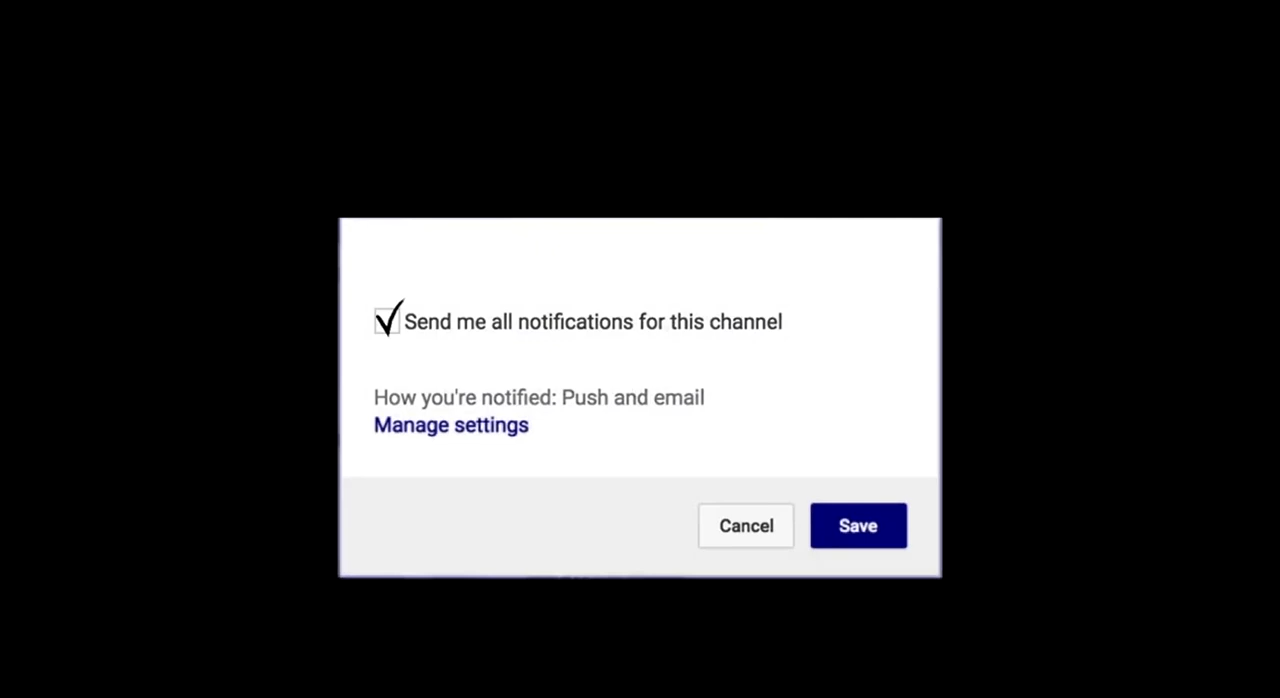 Send me all notifications for this channel
How you're notified: Push and email
Manage settings
Cancel
Save